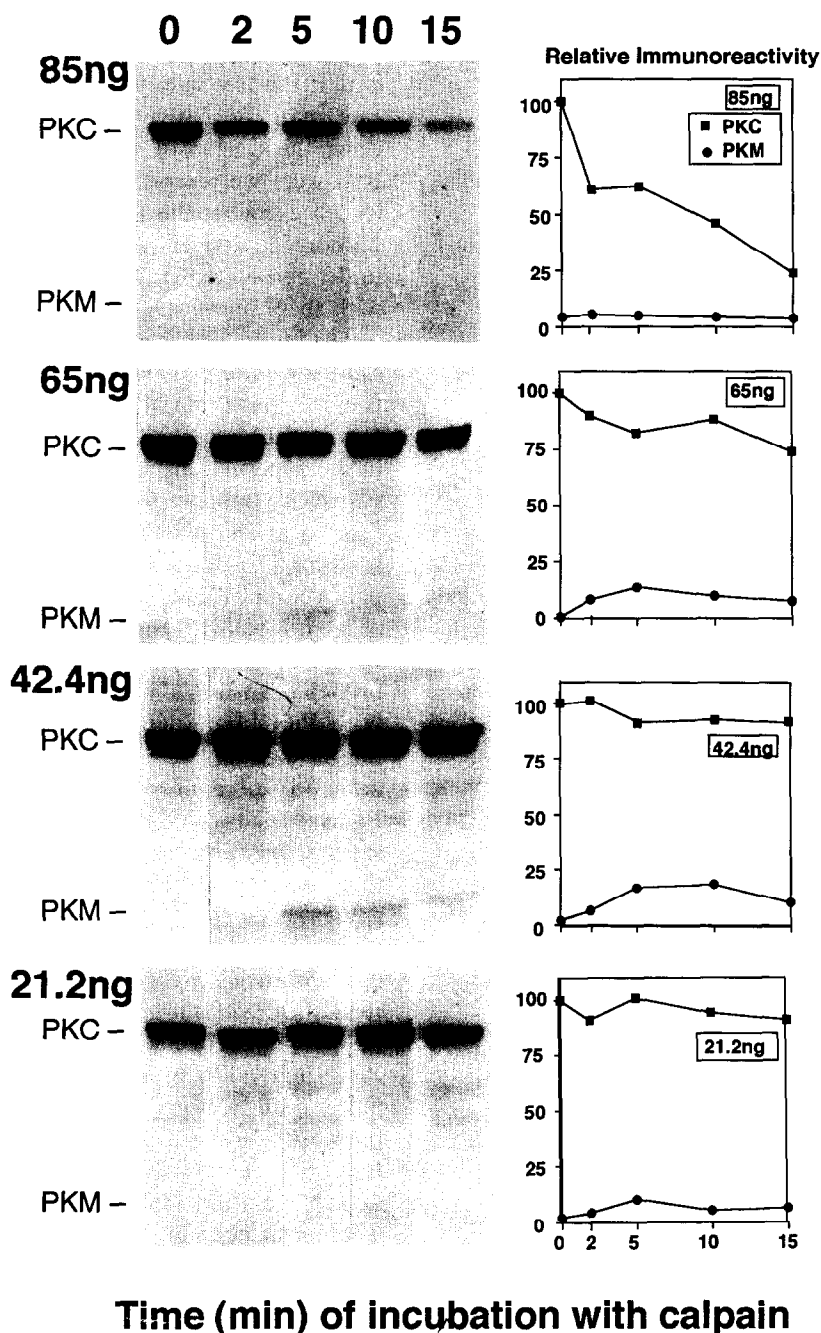 0 2 5 10 15
Relative Immunoreactivity
85ng
PKC –
PKM –
85ng
PKC
PKM
100
75
50
25
0
65ng
PKC –
PKM –
65ng
100
75
50
25
0
42.4ng
PKC –
PKM –
42.4ng
100
75
50
25
0
21.2ng
PKC –
PKM –
21.2ng
100
75
50
25
0
0 2 5 10 15
Time (min) of incubation with calpain